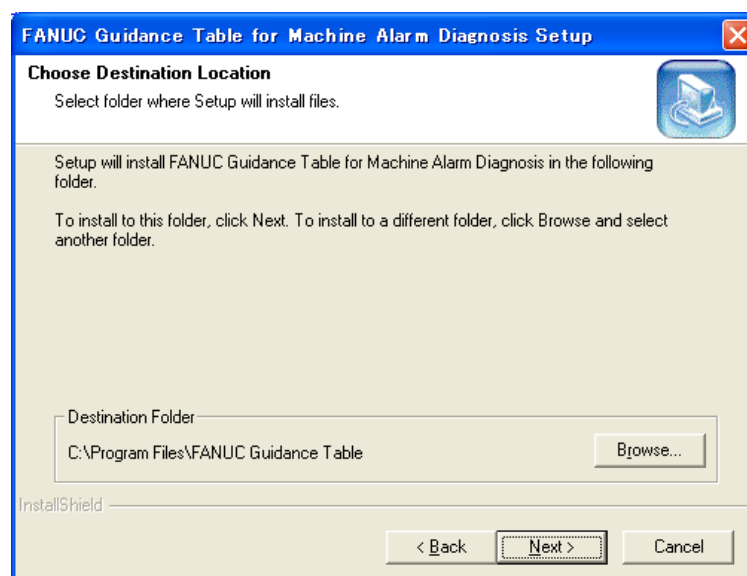 FANUC Guidance Table for Machine Alarm Diagnosis Setup
Choose Destination Location
Select folder where Setup will install files.
Setup will install FANUC Guidance Table for Machine Alarm Diagnosis in the following
folder.
To install to this folder, click Next. To install to a different folder, click Browse and select
another folder.
Destination Folder
C:\Program Files\FANUC Guidance Table
Browse...
InstallShield
< Back
Next >
Cancel